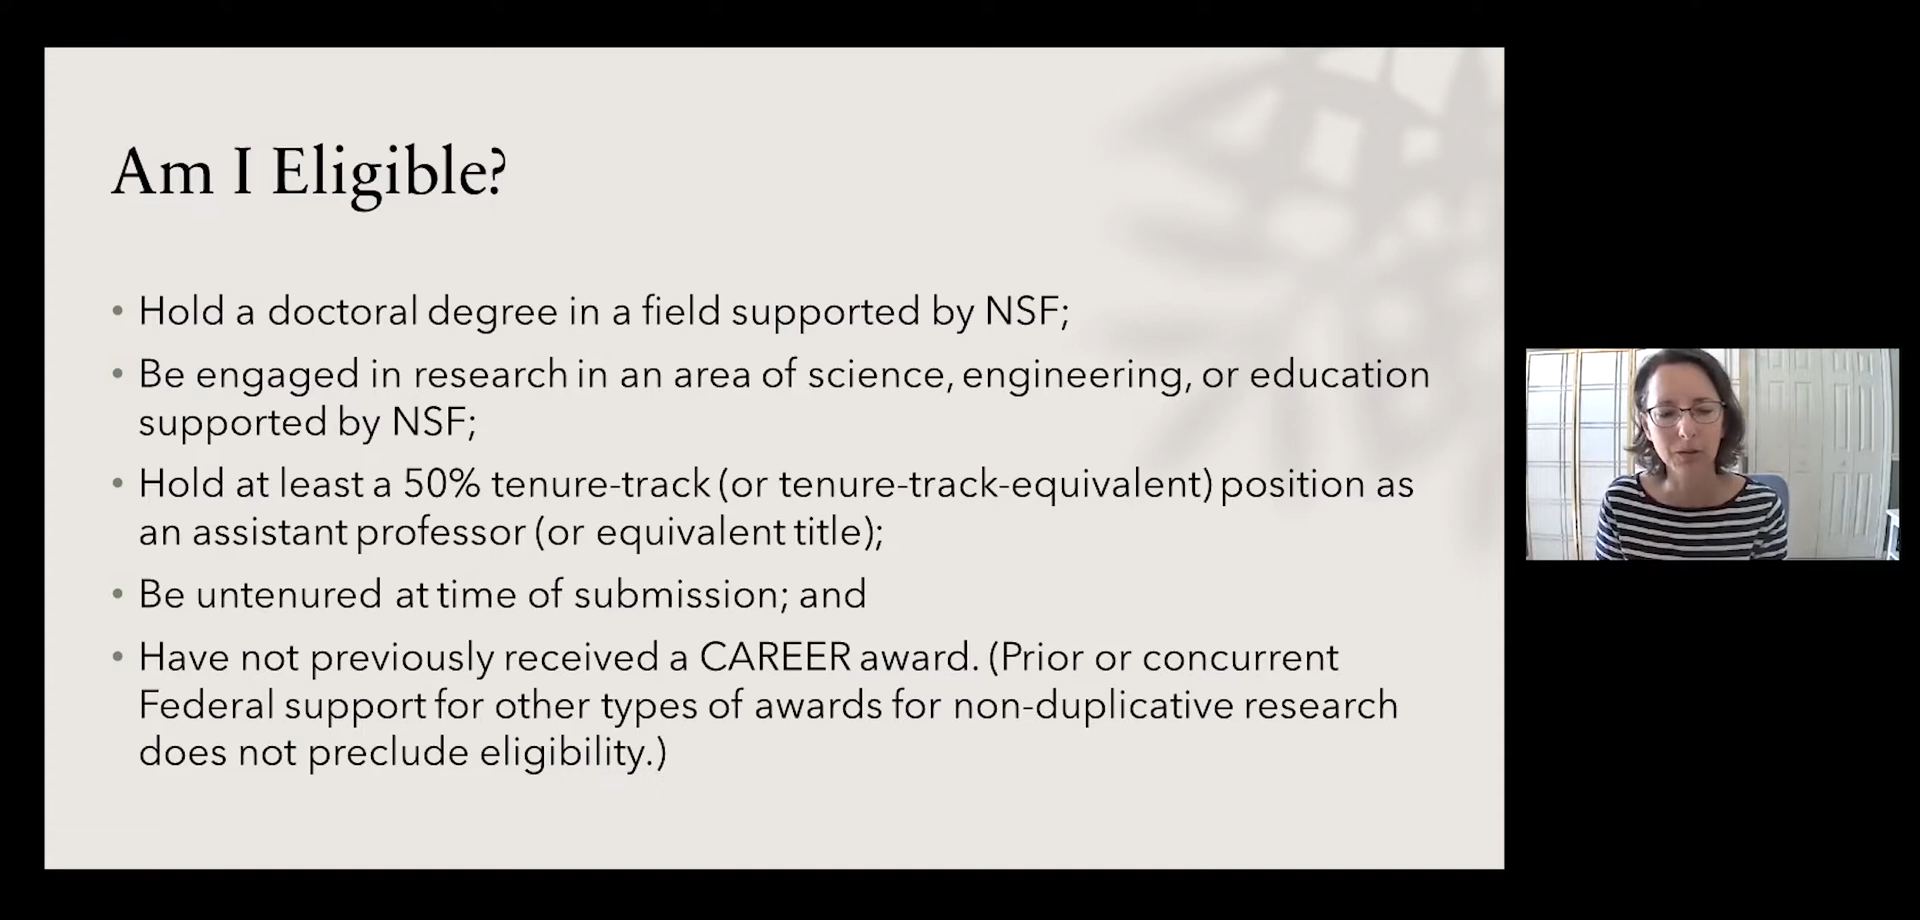 Am I Eligible?
• Hold a doctoral degree in a field supported by NSF;
• Be engaged in research in an area of science, engineering, or education
supported by NSF;
• Hold at least a 50% tenure-track (or tenure-track-equivalent) position as
an assistant professor (or equivalent title);
• Be untenured at time of submission; and
• Have not previously received a CAREER award. (Prior or concurrent
Federal support for other types of awards for non-duplicative research
does not preclude eligibility.)